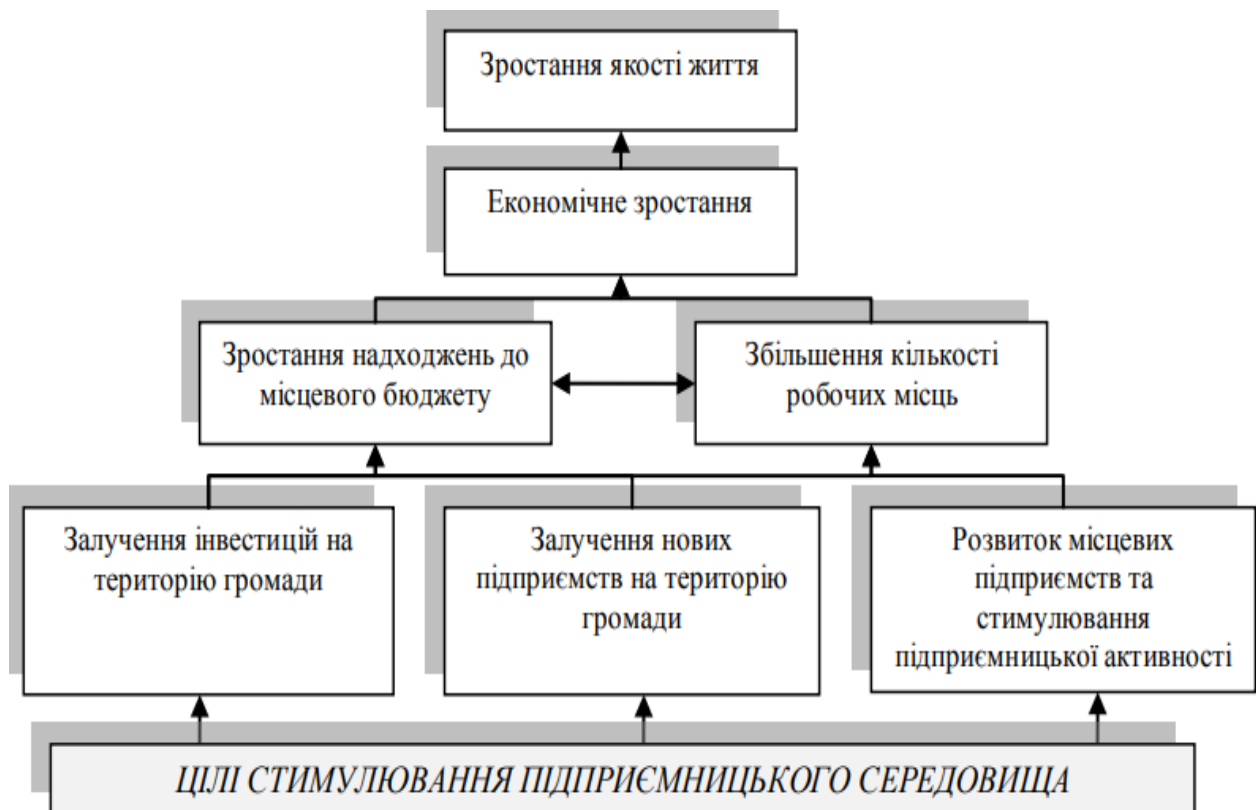 Зростання якості життя
Економічне зростання
Зростання надходжень до
місцевого бюджету
Збільшення кількості
робочих місць
Залучення інвестицій на
територію громади
Залучення нових
підприємств на територію
громади
Розвиток місцевих
підприємств та
стимулювання
підприємницької активності
ЦІЛІ СТИМУЛЮВАННЯ ПІДПРИЄМНИЦЬКОГО СЕРЕДОВИЩА